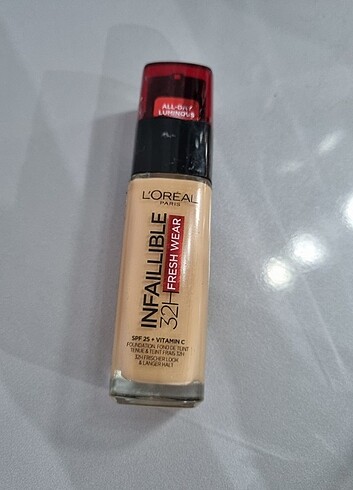 ALL-DAY
LUMINOUS
L'ORÉAL
PARIS
INFAILLIBLE
32H FRESH WEAR
SPF 25 + VITAMIN C
FOUNDATION FOND DE TEINT
TENUE & TEINT FRAIS 32H
32H FRISCHER LOOK
& LANGER HALT